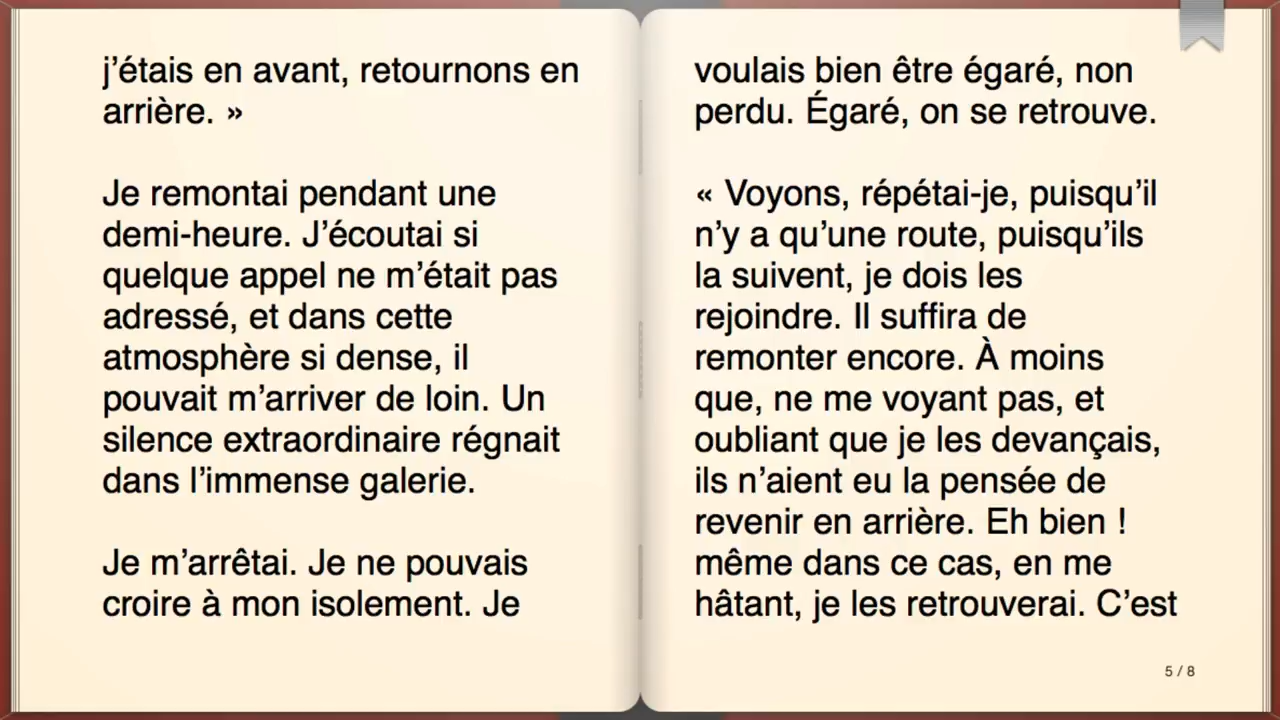 j’étais en avant, retournons en
arrière. »
Je remontai pendant une
demi-heure. J’écoutai si
quelque appel ne m’était pas
adressé, et dans cette
atmosphère si dense, il
pouvait m’arriver de loin. Un
silence extraordinaire régnait
dans l’immense galerie.
Je m’arrêtai. Je ne pouvais
croire à mon isolement. Je
voulais bien être égaré, non
perdu. Égaré, on se retrouve.
« Voyons, répétai-je, puisqu’il
n’y a qu’une route, puisqu’ils
la suivent, je dois les
rejoindre. Il suffira de
remonter encore. À moins
que, ne me voyant pas, et
oubliant que je les devançais,
ils n’aient eu la pensée de
revenir en arrière. Eh bien !
même dans ce cas, en me
hâtant, je les retrouverai. C’est
5 / 8